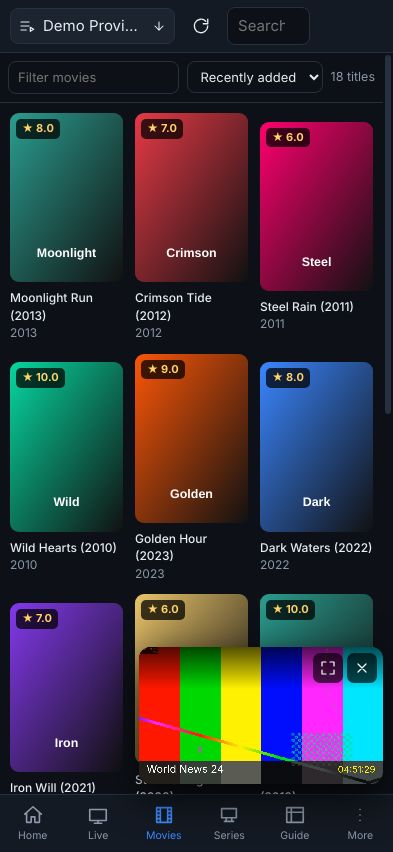 Demo Provi...
Search
Filter movies
Recently added
18 titles
★ 8.0
★ 7.0
★ 6.0
Moonlight
Crimson
Steel
Moonlight Run
(2013)
2013
Crimson Tide
(2012)
2012
Steel Rain (2011)
2011
★ 10.0
★ 9.0
★ 8.0
Wild
Golden
Dark
Wild Hearts (2010)
2010
Golden Hour
(2023)
2023
Dark Waters (2022)
2022
★ 7.0
★ 6.0
★ 10.0
Iron
Iron Will (2021)
World News 24
04:51:29
Home
Live
Movies
Series
Guide
More